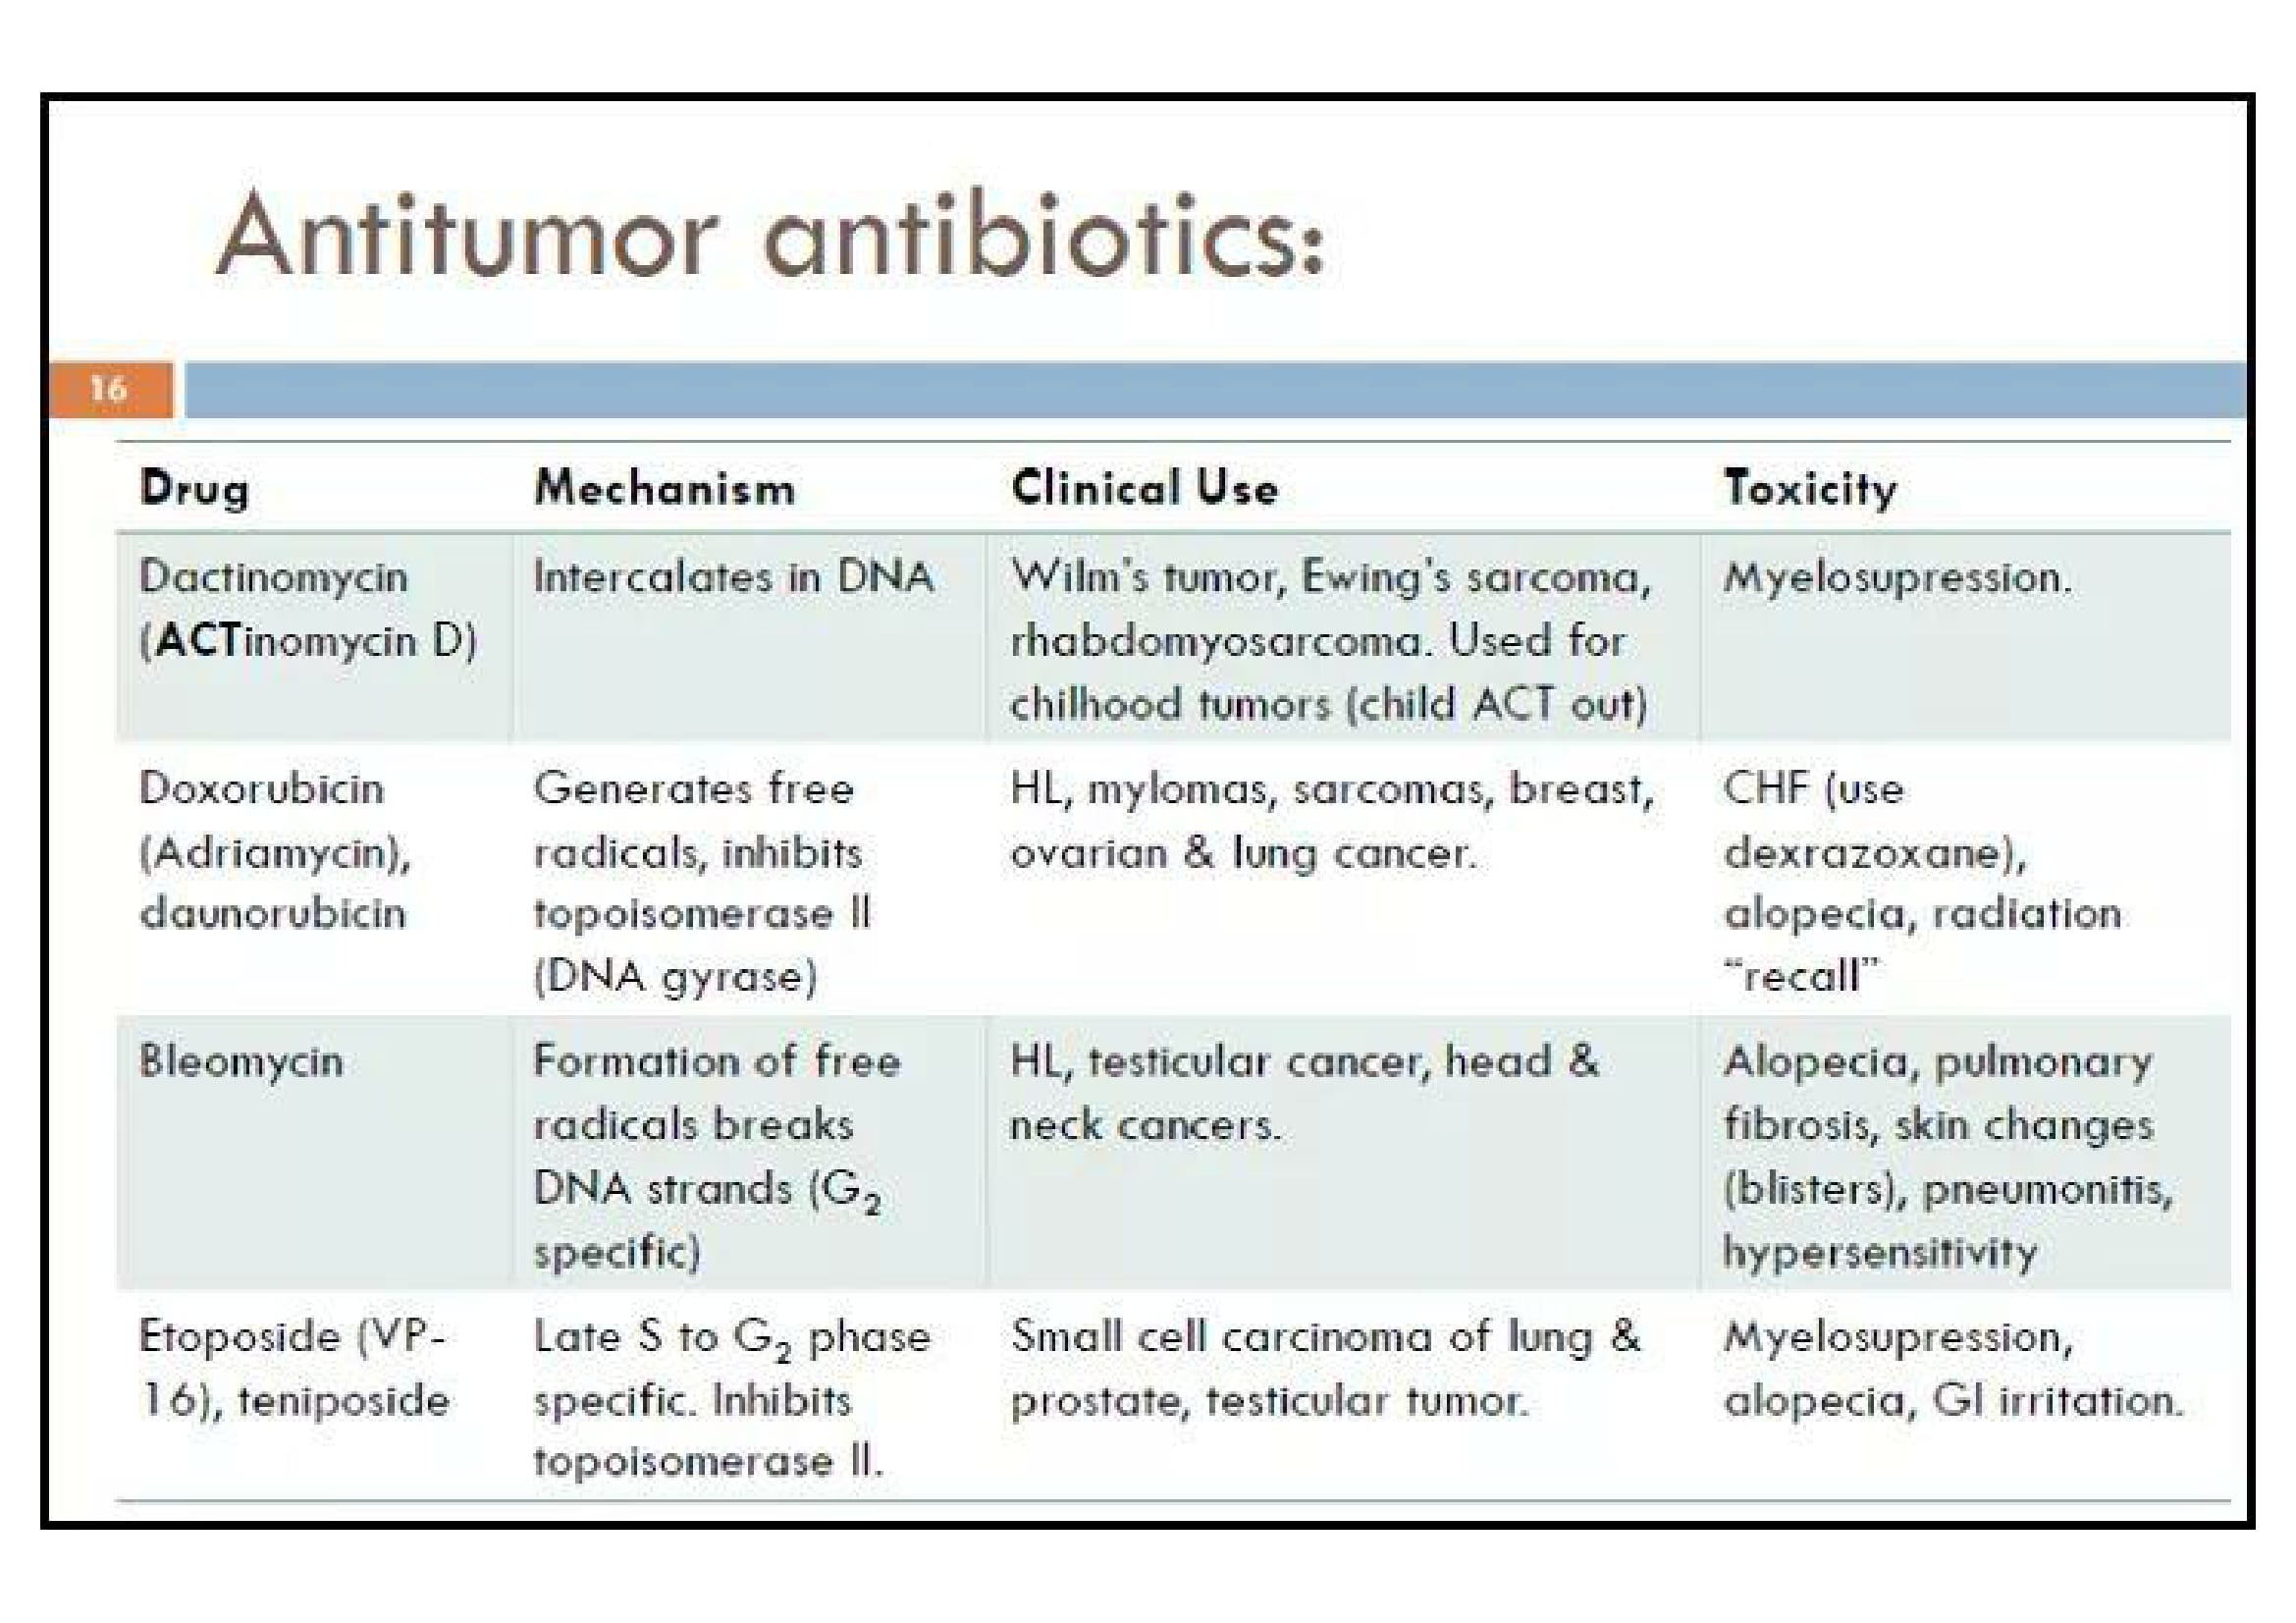 Antitumor antibiotics:
16
Drug Mechanism Clinical Use Toxicity
Dactinomycin
(ACTinomycin D)
Intercalates in DNA
Wilm's tumor, Ewing's sarcoma,
rhabdomyosarcoma. Used for
chilhood tumors (child ACT out)
Myelosupression.
Doxorubicin
(Adriamycin),
daunorubicin
Generates free
radicals, inhibits
topoisomerase II
(DNA gyrase)
HL, mylomas, sarcomas, breast,
ovarian & lung cancer.
CHF (use
dexrazoxane),
alopecia, radiation
“recall”
Bleomycin
Formation of free
radicals breaks
DNA strands (G₂
specific)
HL, testicular cancer, head &
neck cancers.
Alopecia, pulmonary
fibrosis, skin changes
(blisters), pneumonitis,
hypersensitivity
Etoposide (VP-
16), teniposide
Late S to G₂ phase
specific. Inhibits
topoisomerase II.
Small cell carcinoma of lung &
prostate, testicular tumor.
Myelosupression,
alopecia, GI irritation.